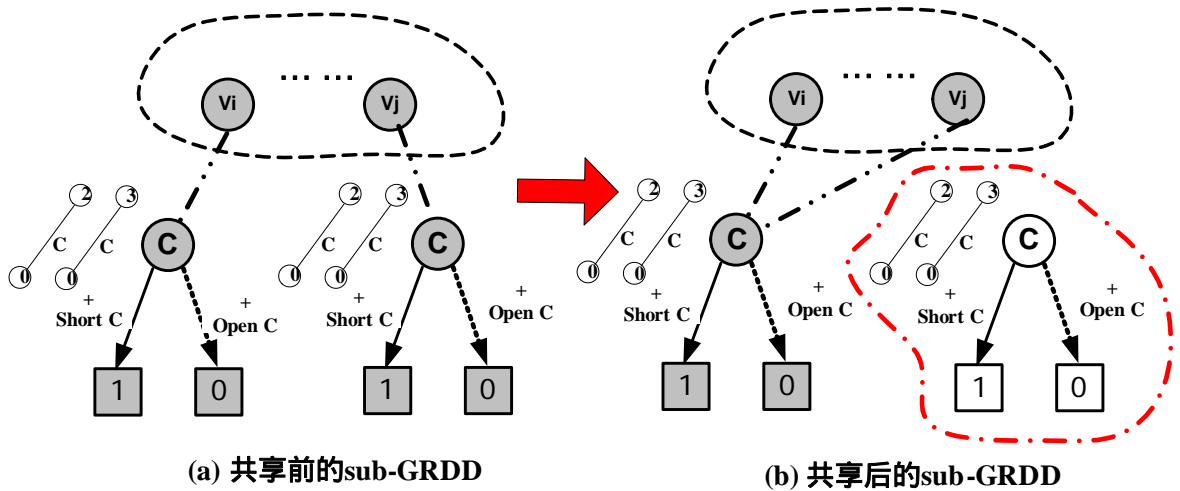 Vi … … Vj
Vi … … Vj
2 3
C C
0 0
C
+
Short C
+
Open C
1 0
2 3
C C
0 0
C
+
Short C
+
Open C
1 0
2 3
C C
0 0
C
+
Short C
+
Open C
1 0
2 3
C C
0 0
C
+
Short C
+
Open C
1 0
(a) 共享前的sub-GRDD
(b) 共享后的sub-GRDD